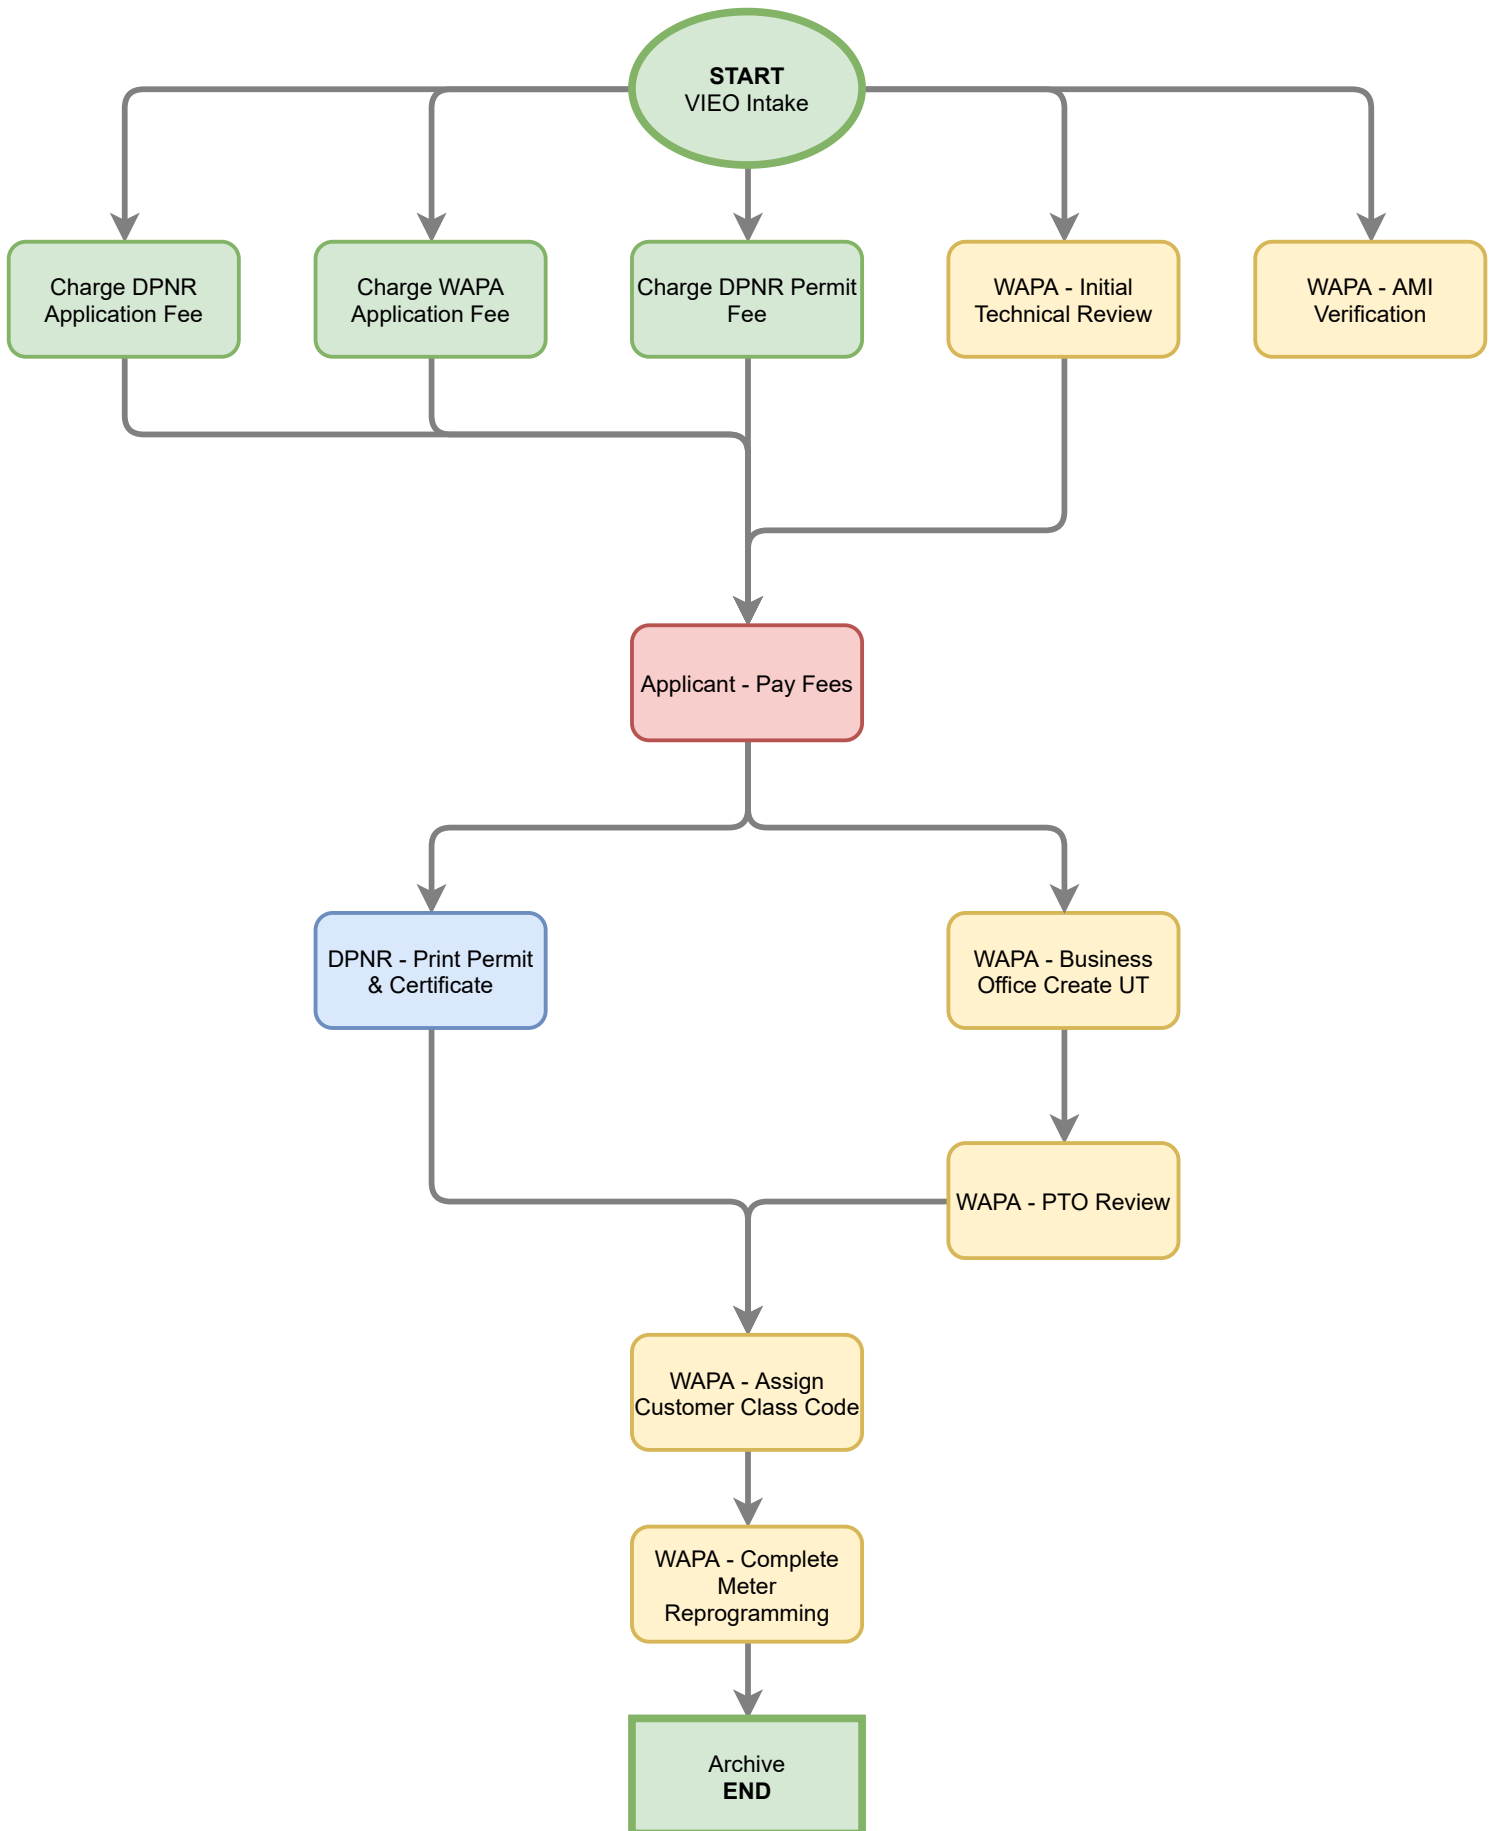 START
VIEO Intake
Charge DPNR
Application Fee
Charge WAPA
Application Fee
Charge DPNR Permit
Fee
WAPA - Initial
Technical Review
WAPA - AMI
Verification
Applicant - Pay Fees
DPNR - Print Permit
& Certificate
WAPA - Business
Office Create UT
WAPA - PTO Review
WAPA - Assign
Customer Class Code
WAPA - Complete
Meter
Reprogramming
Archive
END